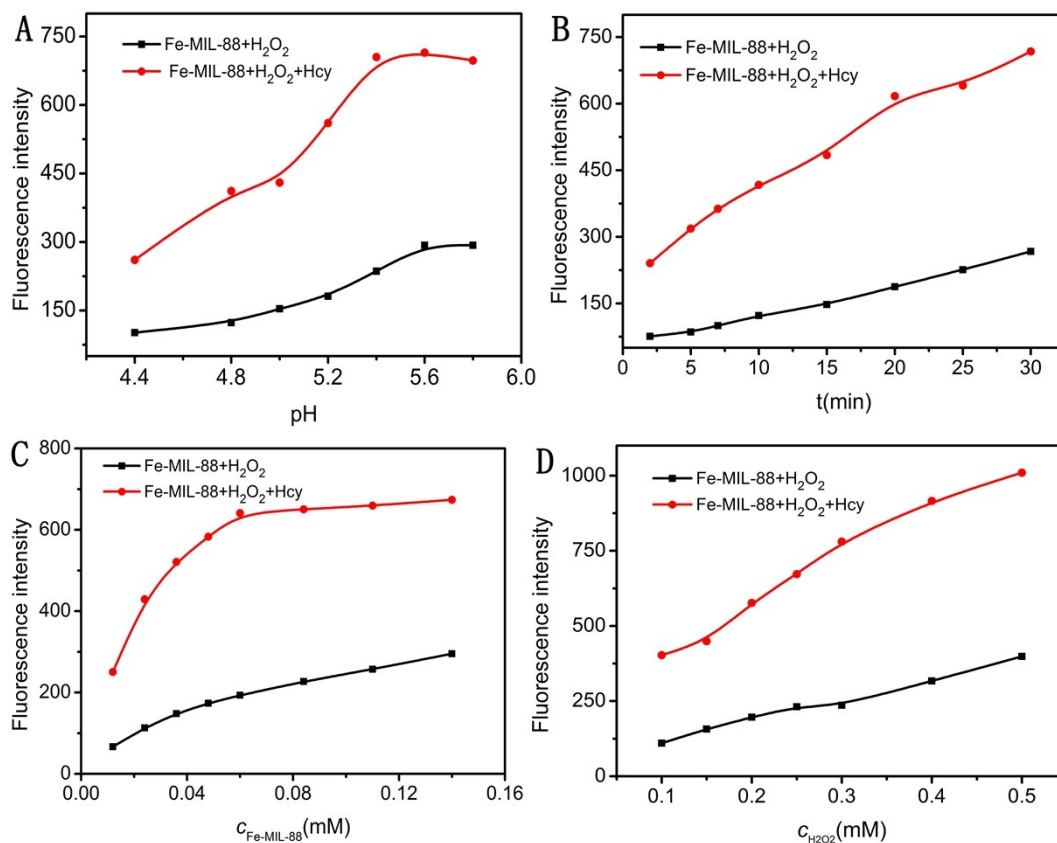 A
Fe-MIL-88+H₂O₂
Fe-MIL-88+H₂O₂+Hcy
Fluorescence intensity
750
600
450
300
150
4.4
4.8
5.2
5.6
6.0
pH
B
Fe-MIL-88+H₂O₂
Fe-MIL-88+H₂O₂+Hcy
Fluorescence intensity
750
600
450
300
150
0
5
10
15
20
25
30
t(min)
C
Fe-MIL-88+H₂O₂
Fe-MIL-88+H₂O₂+Hcy
Fluorescence intensity
800
600
400
200
0
0.00
0.04
0.08
0.12
0.16
c Fe-MIL-88(mM)
D
Fe-MIL-88+H₂O₂
Fe-MIL-88+H₂O₂+Hcy
Fluorescence intensity
1000
750
500
250
0
0.1
0.2
0.3
0.4
0.5
c H2O2(mM)